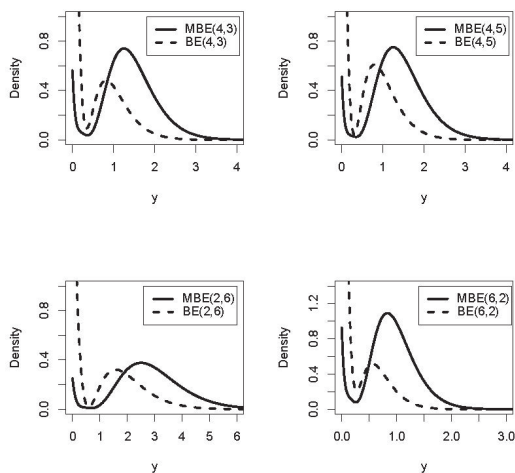 MBE(4,3)
BE(4,3)
Density
0.0 0.4 0.8
0 1 2 3 4
y
MBE(4,5)
BE(4,5)
Density
0.0 0.4 0.8
0 1 2 3 4
y
MBE(2,6)
BE(2,6)
Density
0.0 0.4 0.8
0 1 2 3 4 5 6
y
MBE(6,2)
BE(6,2)
Density
0.0 0.4 0.8 1.2
0.0 1.0 2.0 3.0
y